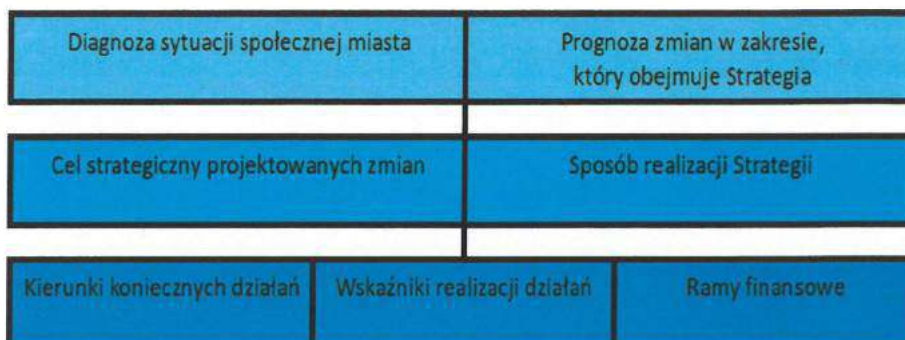 Diagnoza sytuacji społecznej miasta
Prognoza zmian w zakresie,
który obejmuje Strategia
Cel strategiczny projektowanych zmian
Sposób realizacji Strategii
Kierunki koniecznych działań
Wskaźniki realizacji działań
Ramy finansowe